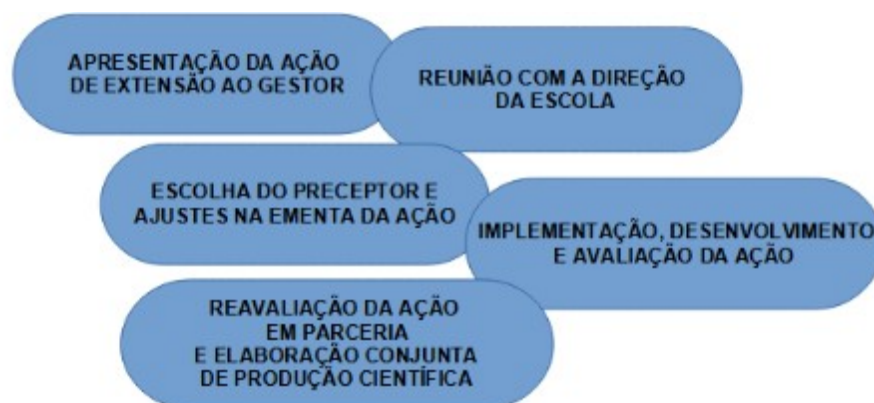 APRESENTAÇÃO DA AÇÃO
DE EXTENSÃO AO GESTOR
REUNIÃO COM A DIREÇÃO
DA ESCOLA
ESCOLHA DO PRECEPTOR E
AJUSTES NA EMENTA DA AÇÃO
IMPLEMENTAÇÃO, DESENVOLVIMENTO
E AVALIAÇÃO DA AÇÃO
REAVALIAÇÃO DA AÇÃO
EM PARCERIA
E ELABORAÇÃO CONJUNTA
DE PRODUÇÃO CIENTÍFICA